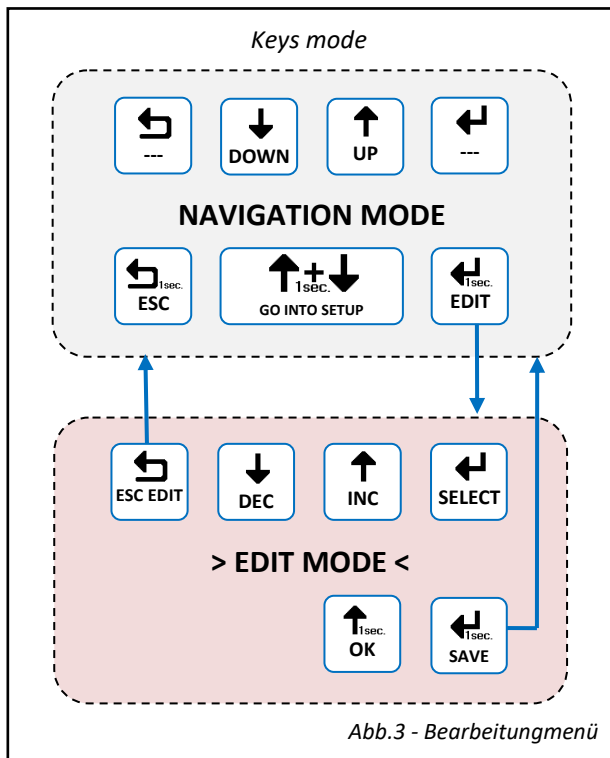 Keys mode
---
DOWN
UP
---
NAVIGATION MODE
1sec.
ESC
+
1sec.
GO INTO SETUP
1sec.
EDIT
ESC EDIT
DEC
INC
SELECT
> EDIT MODE <
1sec.
OK
1sec.
SAVE
Abb.3 - Bearbeitungmenü